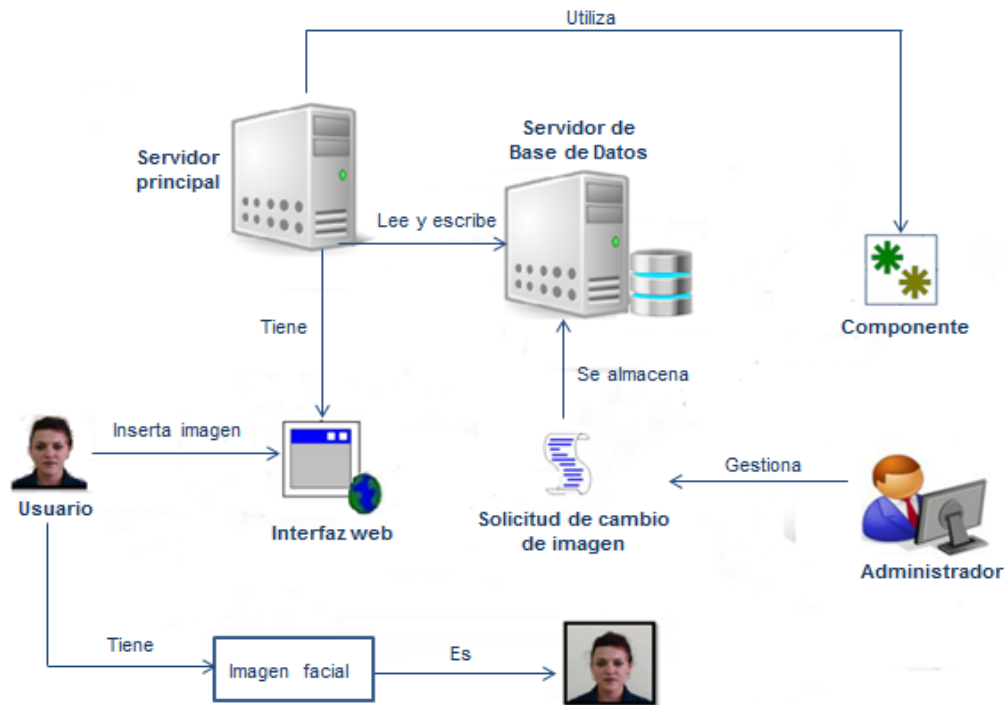 Utiliza
Servidor de
Base de Datos
Servidor
principal
Lee y escribe
Tiene
Componente
Se almacena
Inserta imagen
Gestiona
Usuario
Interfaz web
Solicitud de cambio
de imagen
Administrador
Tiene
Imagen facial
Es